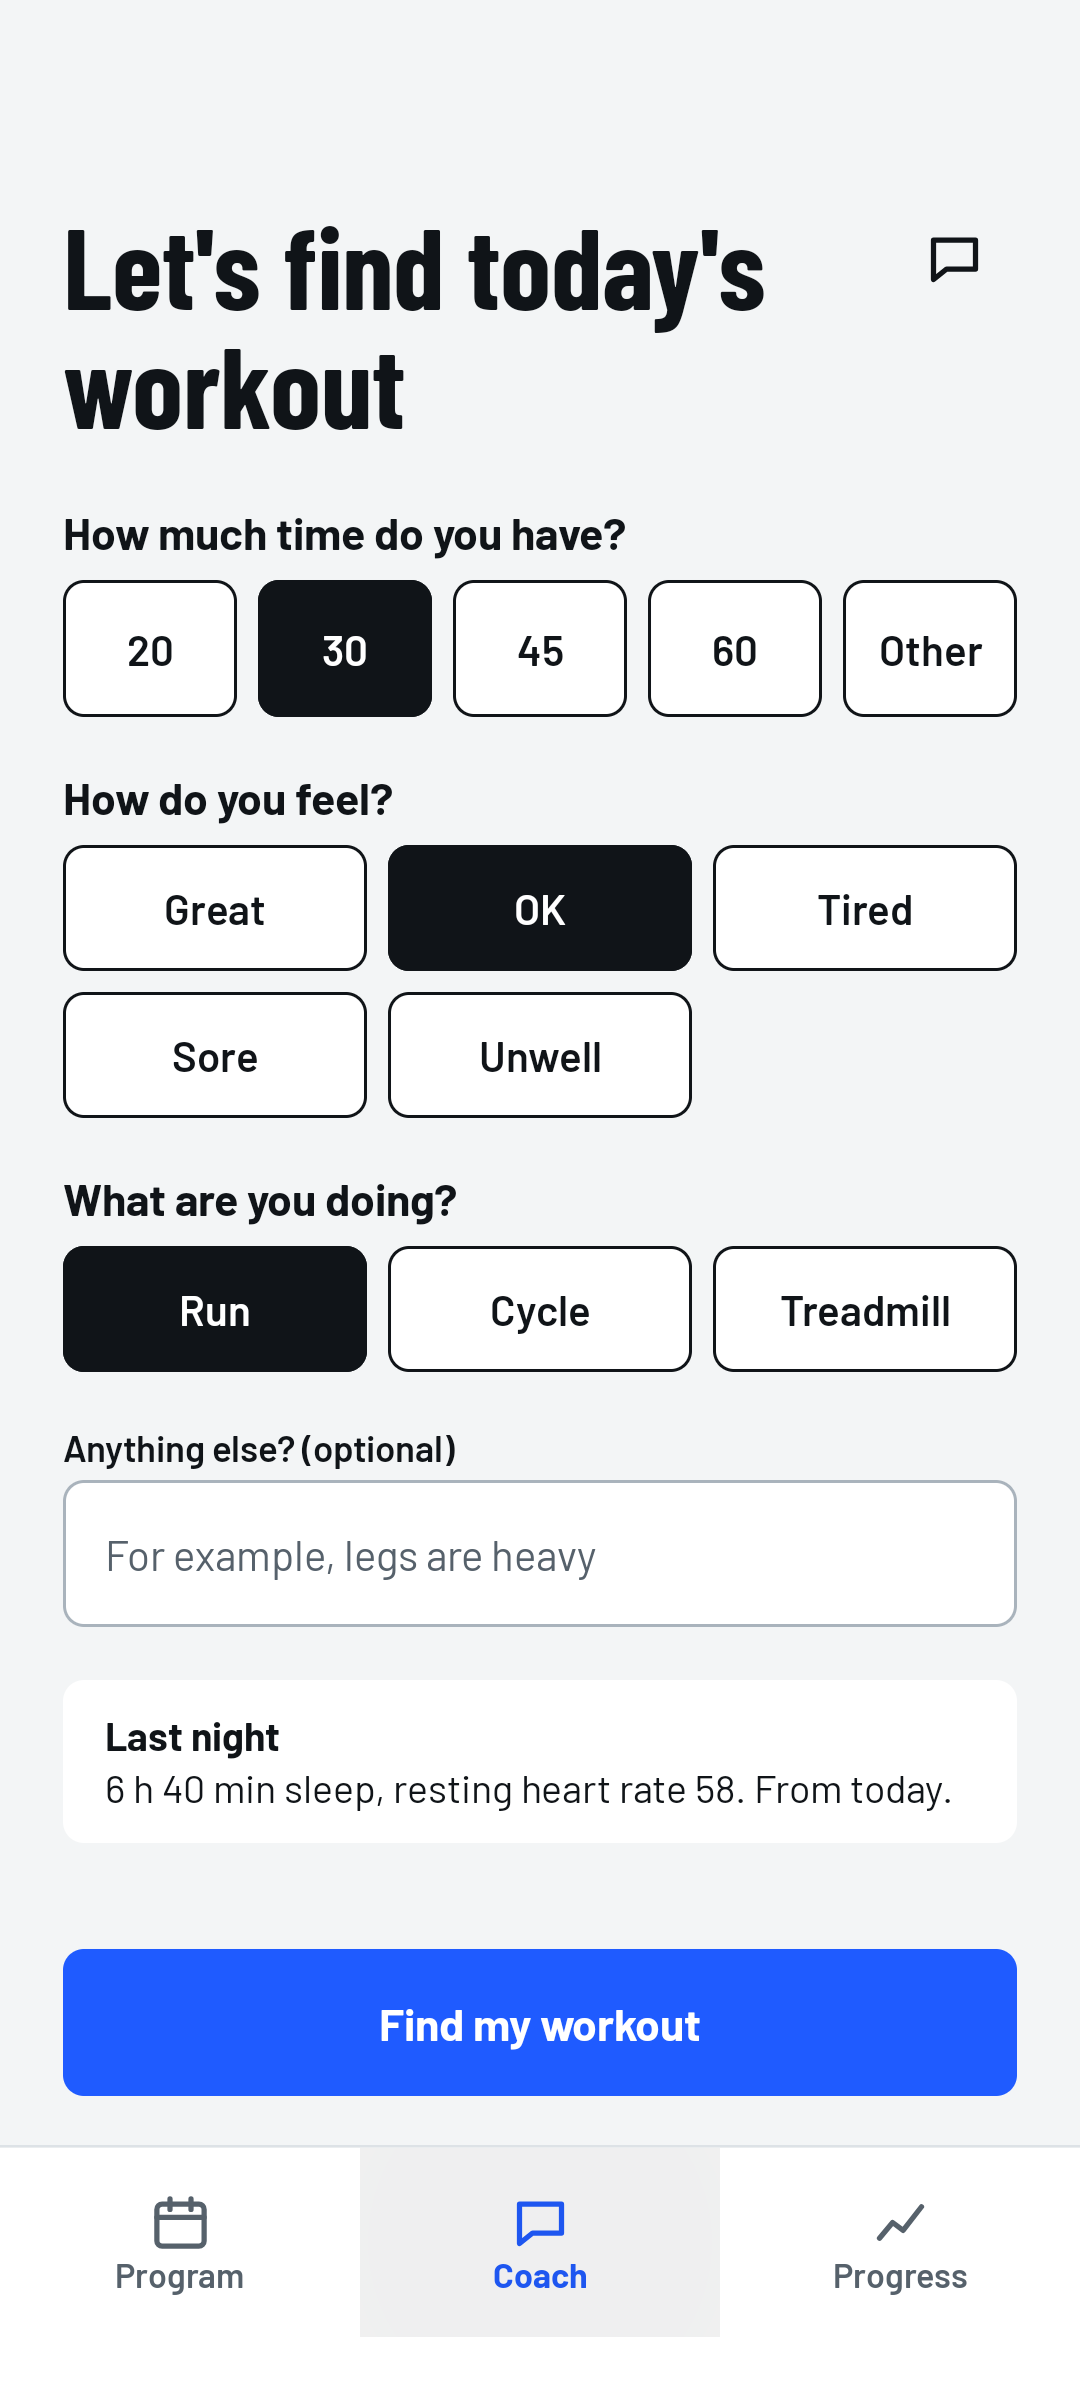 Let's find today's
workout
How much time do you have?
20 30 45 60 Other
How do you feel?
Great OK Tired
Sore Unwell
What are you doing?
Run Cycle Treadmill
Anything else? (optional)
For example, legs are heavy
Last night
6 h 40 min sleep, resting heart rate 58. From today.
Find my workout
Program Coach Progress